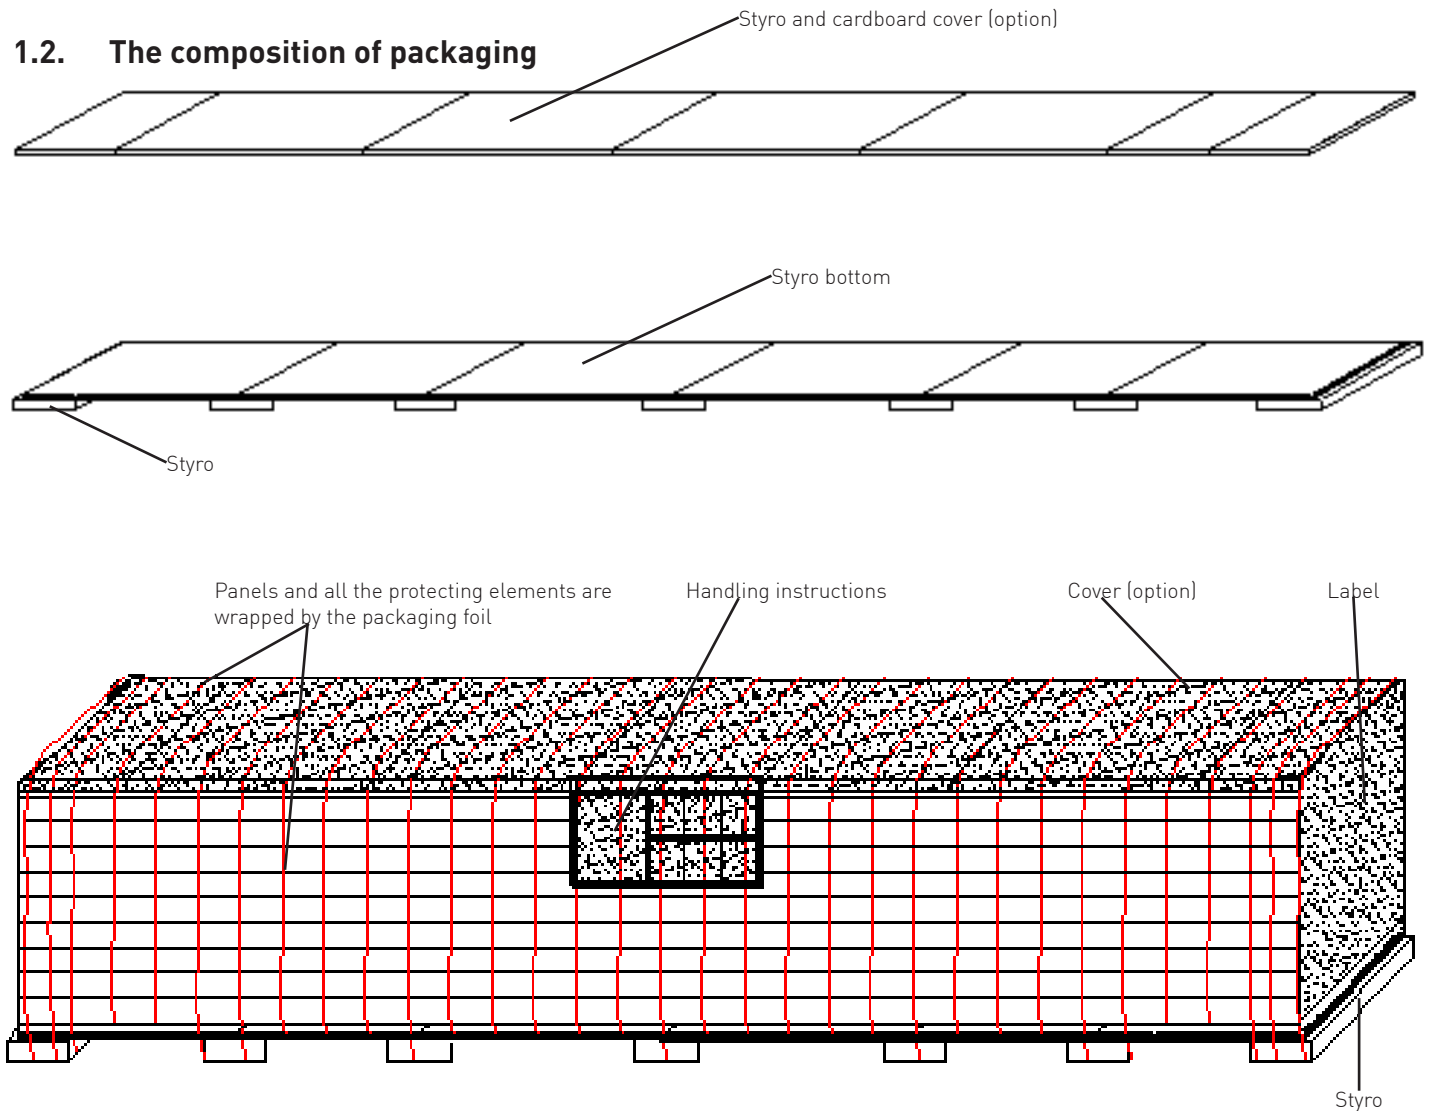 Styro and cardboard cover (option)
1.2. The composition of packaging
Styro bottom
Styro
Panels and all the protecting elements are
wrapped by the packaging foil
Handling instructions
Cover (option)
Label
Styro